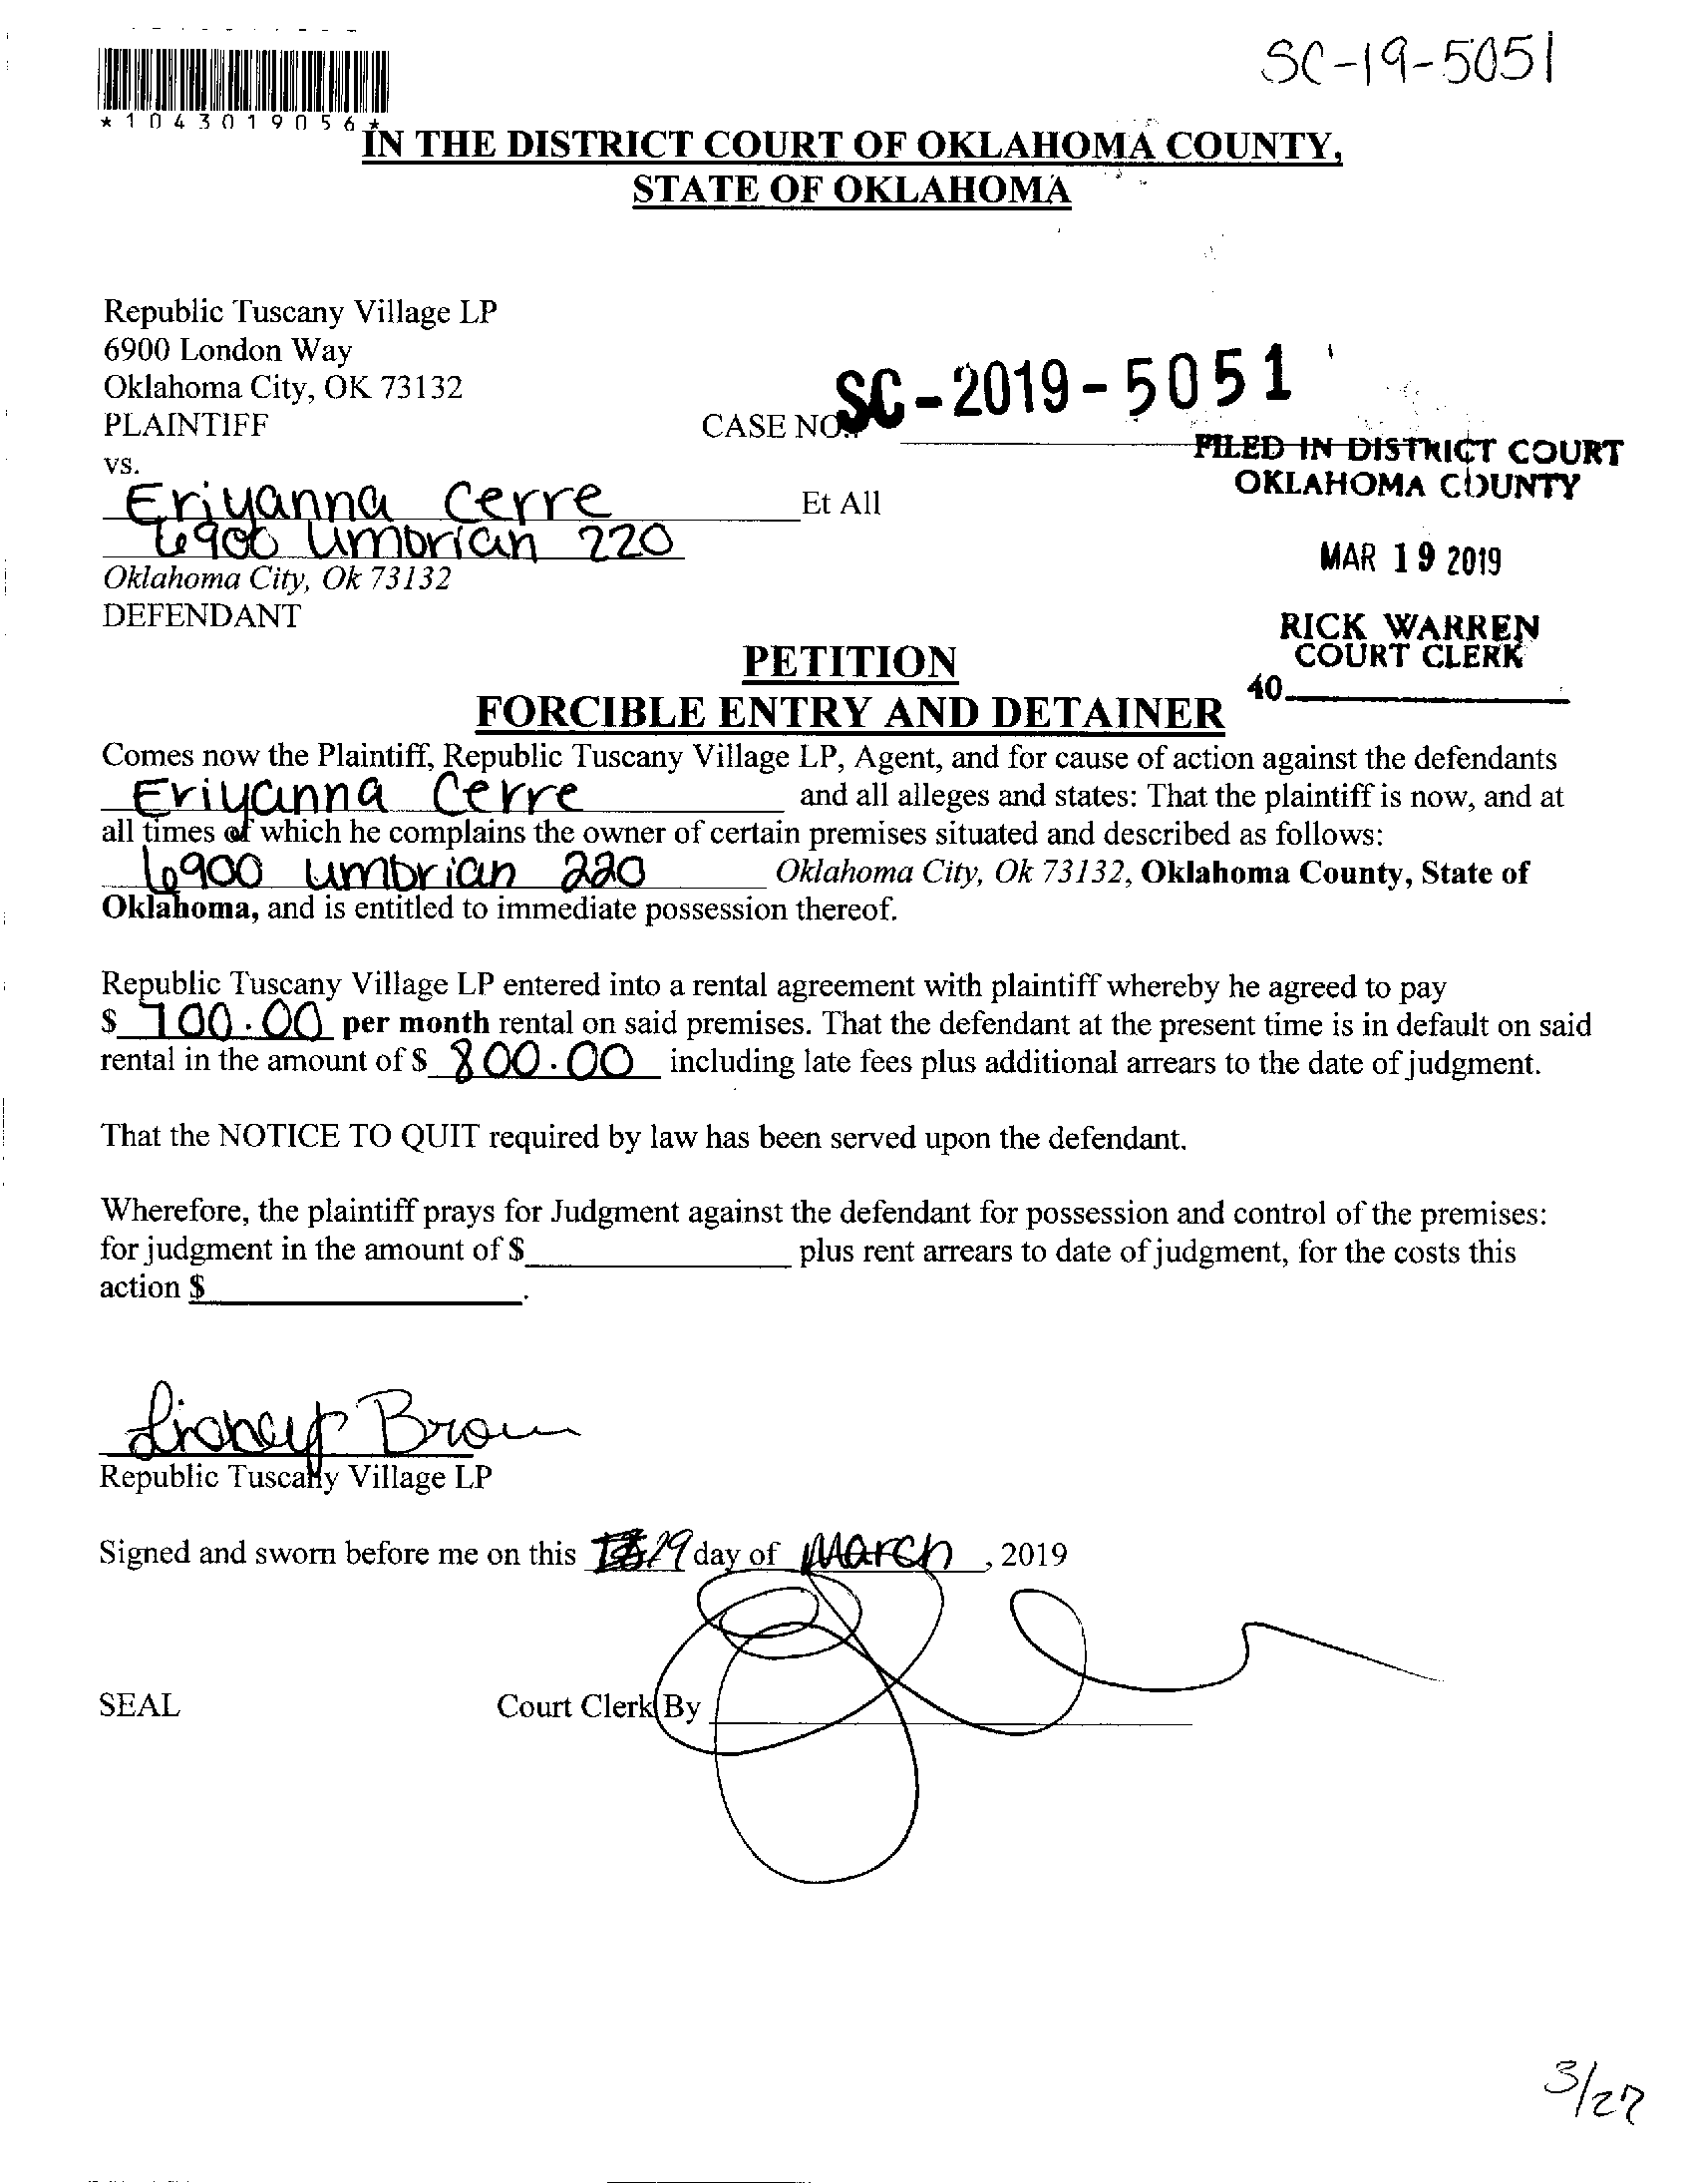 SC-19-5051
*1043019056*
IN THE DISTRICT COURT OF OKLAHOMA COUNTY,
STATE OF OKLAHOMA
Republic Tuscany Village LP
6900 London Way
Oklahoma City, OK 73132
PLAINTIFF
CASE NO. SC-2019-5051
vs.
FILED IN DISTRICT COURT
OKLAHOMA COUNTY
Eriyanna Cerre Et All
6900 Umbrian 220
MAR 19 2019
Oklahoma City, Ok 73132
DEFENDANT
RICK WARREN
COURT CLERK
40
PETITION
FORCIBLE ENTRY AND DETAINER
Comes now the Plaintiff, Republic Tuscany Village LP, Agent, and for cause of action against the defendants
Eriyanna Cerre and all alleges and states: That the plaintiff is now, and at
all times of which he complains the owner of certain premises situated and described as follows:
6900 umbrian 220 Oklahoma City, Ok 73132, Oklahoma County, State of
Oklahoma, and is entitled to immediate possession thereof.
Republic Tuscany Village LP entered into a rental agreement with plaintiff whereby he agreed to pay
$ 700.00 per month rental on said premises. That the defendant at the present time is in default on said
rental in the amount of $ 800.00 including late fees plus additional arrears to the date of judgment.
That the NOTICE TO QUIT required by law has been served upon the defendant.
Wherefore, the plaintiff prays for Judgment against the defendant for possession and control of the premises:
for judgment in the amount of $ plus rent arrears to date of judgment, for the costs this
action $ .
Brown
Republic Tuscany Village LP
Signed and sworn before me on this 19 day of March, 2019
SEAL Court Clerk By
3/27